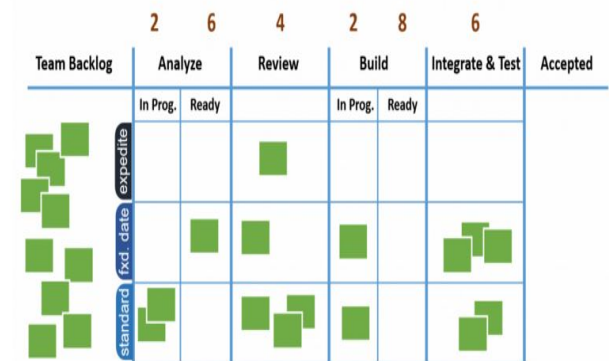 2 6 4 2 8 6
Team Backlog Analyze Review Build Integrate & Test Accepted
In Prog. Ready In Prog. Ready
expedite
fxd. date
standard